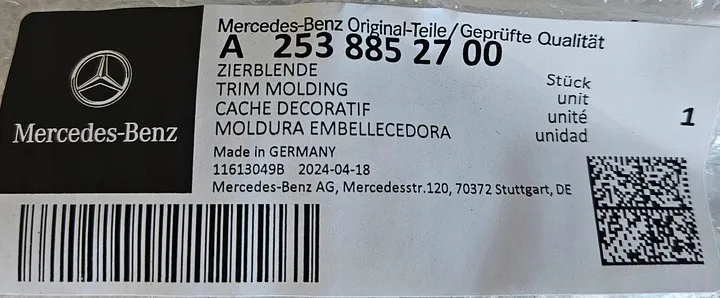 Mercedes-Benz
Mercedes-Benz Original-Teile/Geprüfte Qualität
A 253 885 27 00
ZIERBLENDE
TRIM MOLDING
CACHE DECORATIF
MOLDURA EMBELLECEDORA
Stück
unit
unité
unidad
1
Made in GERMANY
11613049B 2024-04-18
Mercedes-Benz AG, Mercedesstr.120, 70372 Stuttgart, DE